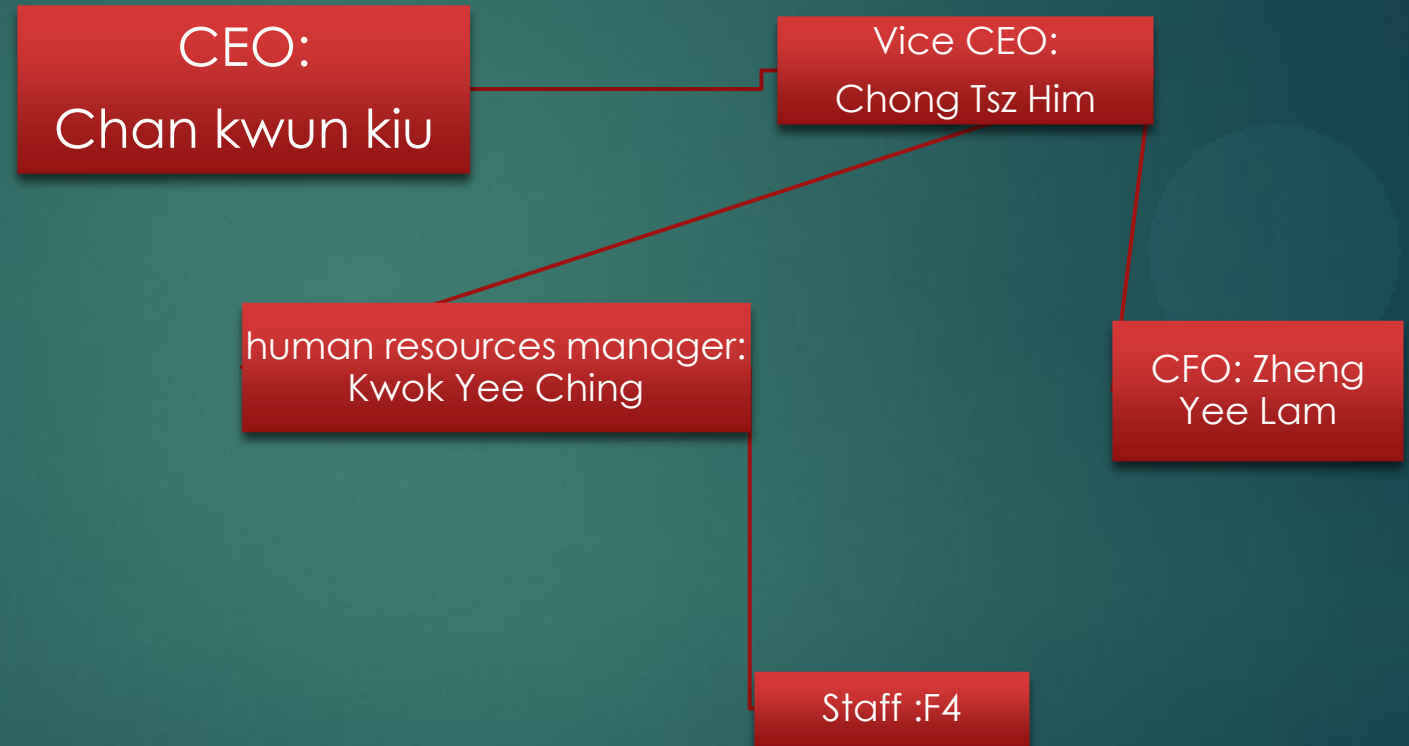 CEO:
Chan kwun kiu
Vice CEO:
Chong Tsz Him
human resources manager:
Kwok Yee Ching
CFO: Zheng
Yee Lam
Staff :F4